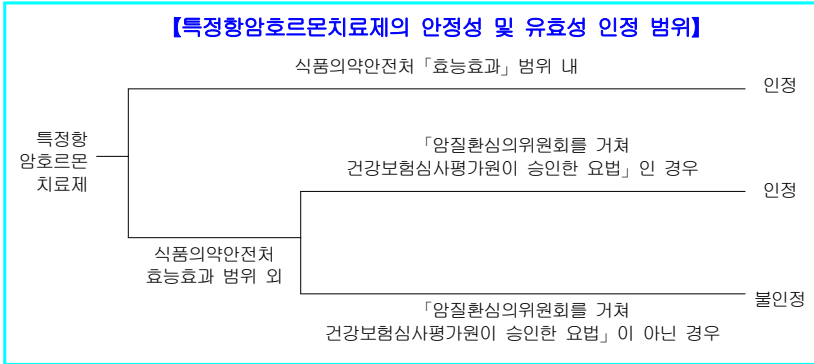 【특정항암호르몬치료제의 안정성 및 유효성 인정 범위】
식품의약안전처「효능효과」범위 내
인정
특정항
암호르몬
치료제
「암질환심의위원회를 거쳐
건강보험심사평가원이 승인한 요법」인 경우
인정
식품의약안전처
효능효과 범위 외
불인정
「암질환심의위원회를 거쳐
건강보험심사평가원이 승인한 요법」이 아닌 경우